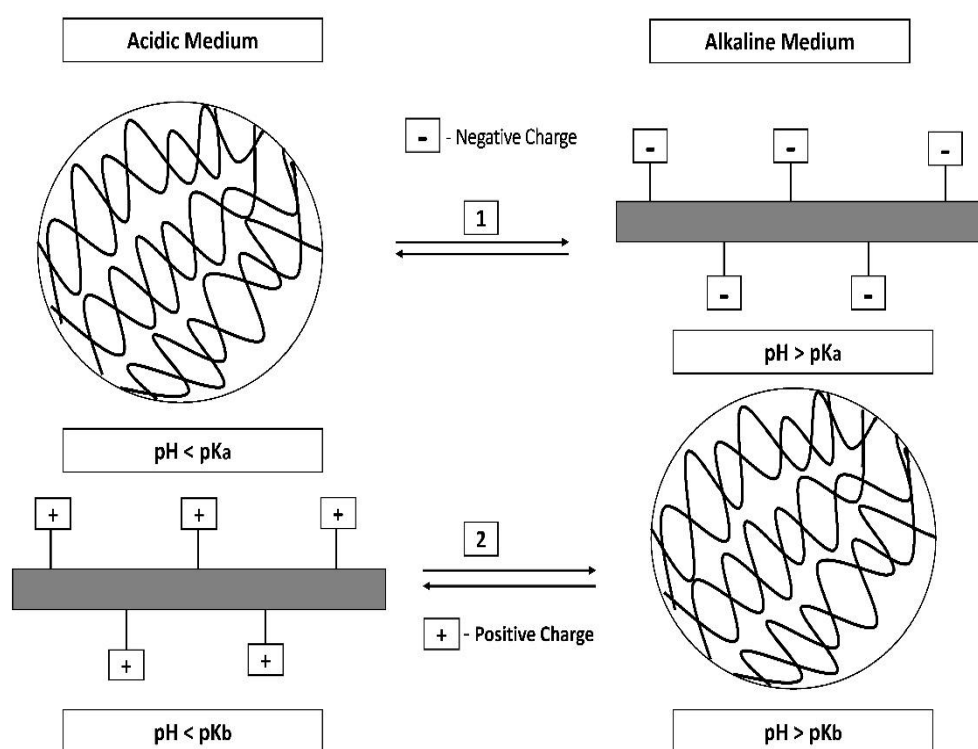 Acidic Medium
Alkaline Medium
- - Negative Charge
- - -
1
- -
pH > pKa
pH < pKa
+ + +
2
+ - Positive Charge
+ +
pH < pKb
pH > pKb